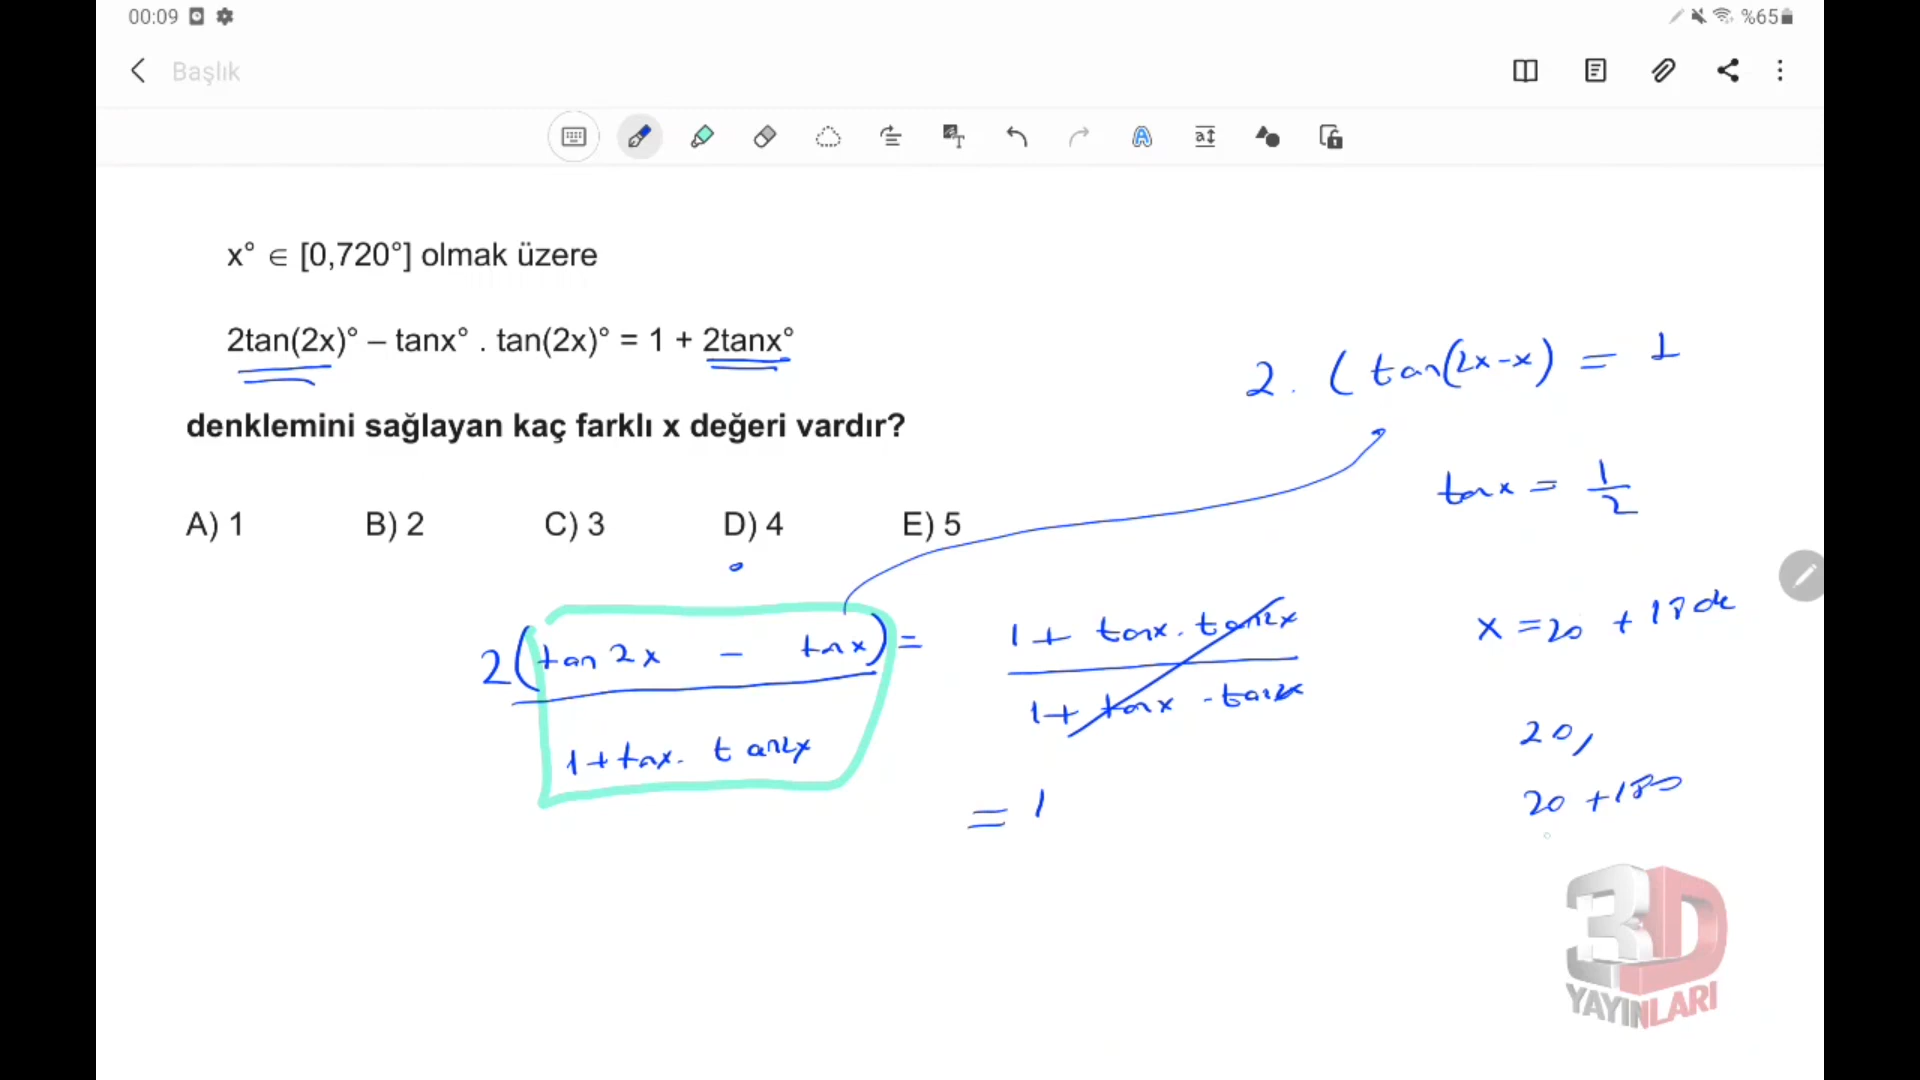 00:09
%65
Başlık
x° ∈ [0,720°] olmak üzere
2tan(2x)° – tanx° . tan(2x)° = 1 + 2tanx°
denklemini sağlayan kaç farklı x değeri vardır?
A) 1 B) 2 C) 3 D) 4 E) 5
2 . (tan(2x-x) = 1
tanx = 1/2
2(tan 2x - tanx) / 1+tanx. tan2x = 1 + tanx. tan2x / 1+ tanx - tan2x
= 1
x = 20 + 180k
20,
20 +180
3D
YAYINLARI